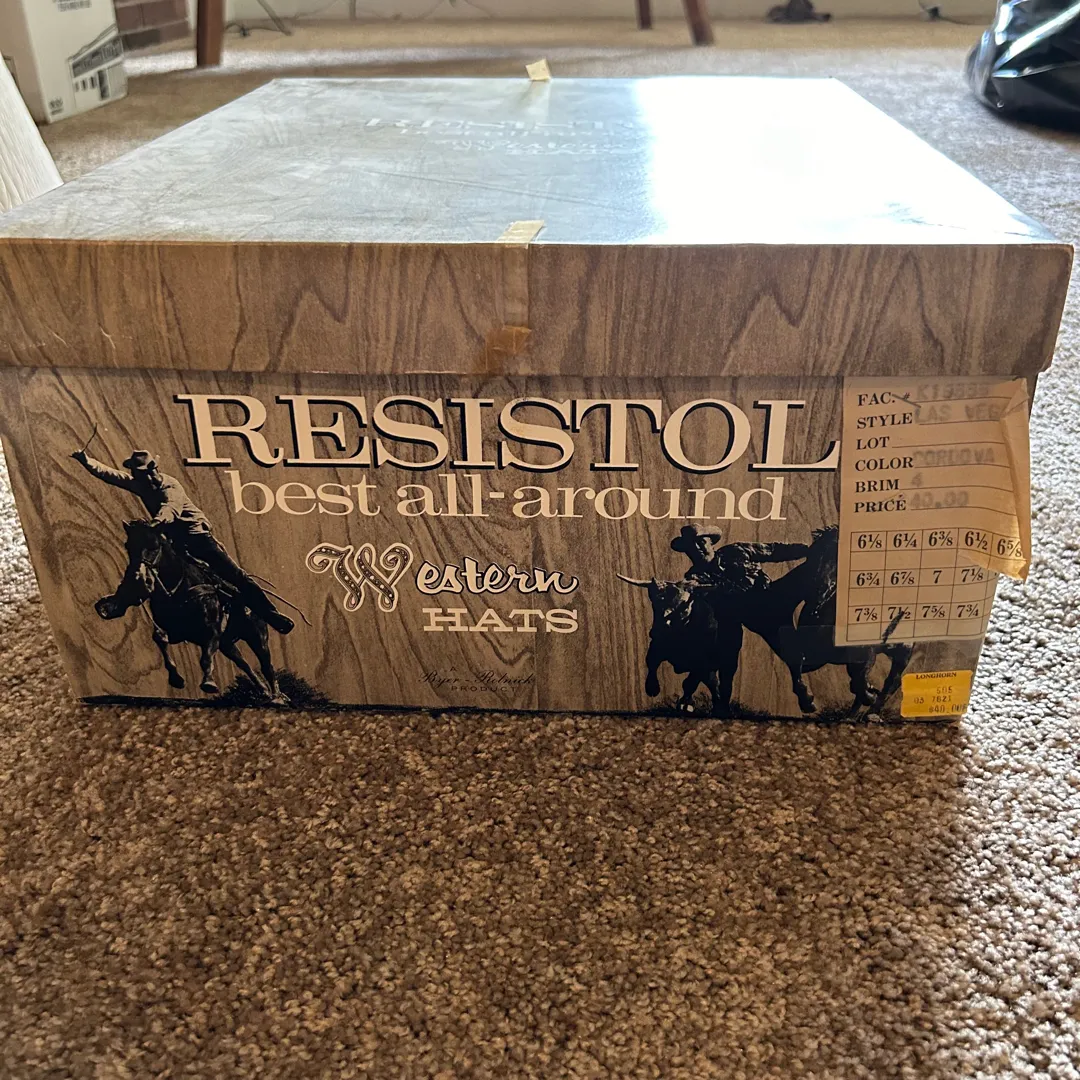 RESISTOL
best all-around
Western
HATS
A
Byer-Rolnick
PRODUCT
FAC. #
STYLE LAS VEG
LOT
COLOR CORDOVA
BRIM 4
PRICE 40.00
6⅛ 6¼ 6⅜ 6½ 6⅝
6¾ 6⅞ 7 7⅛
7⅜ 7½ 7⅝ 7¾
LONGHORN